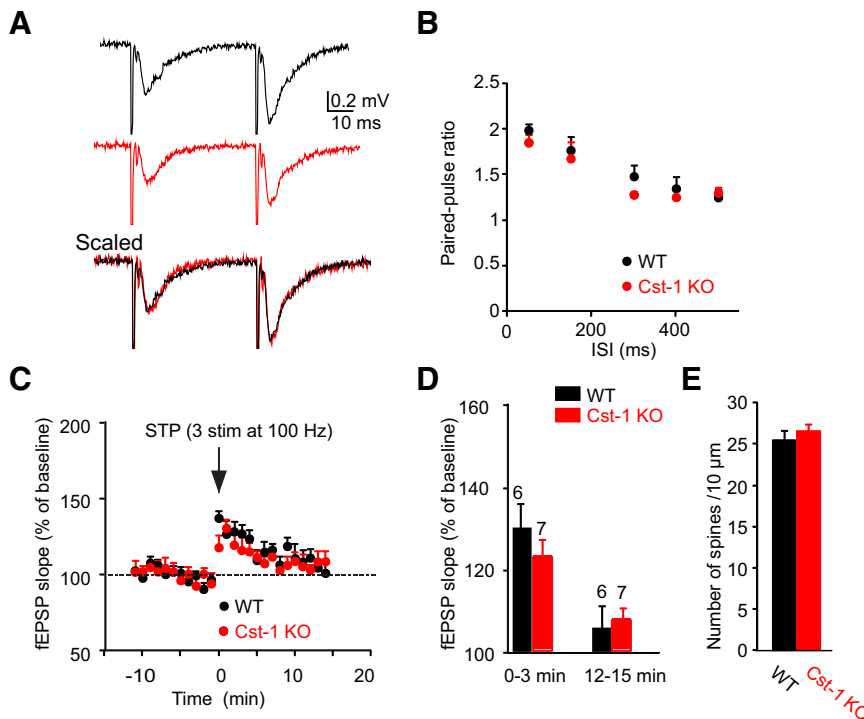 A
0.2 mV
10 ms
Scaled
B
Paired-pulse ratio
2.5
2
1.5
1
0.5
0
WT
Cst-1 KO
0
200
400
ISI (ms)
C
fEPSP slope (% of baseline)
200
150
100
50
STP (3 stim at 100 Hz)
WT
Cst-1 KO
-10
0
10
20
Time (min)
D
fEPSP slope (% of baseline)
160
140
120
100
WT
Cst-1 KO
6
7
6
7
0-3 min
12-15 min
E
Number of spines /10 µm
30
25
20
15
10
5
0
WT
Cst-1 KO